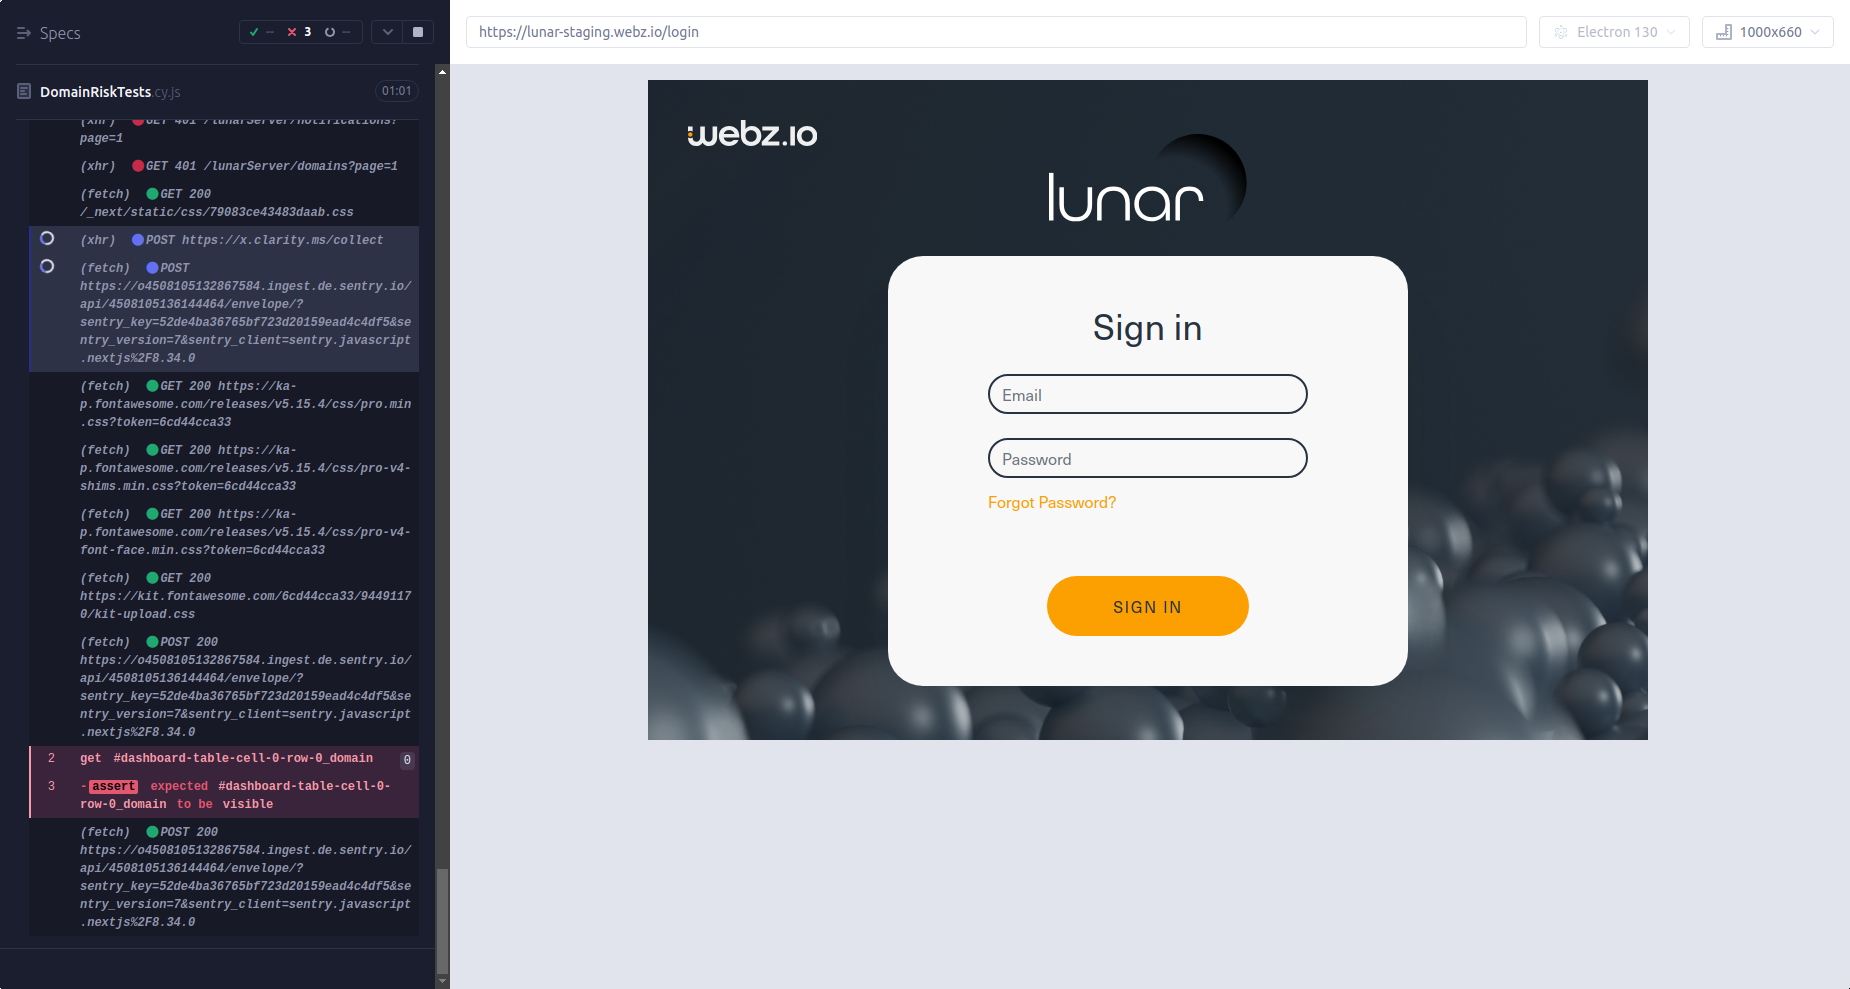 Specs
-- 3 --
https://lunar-staging.webz.io/login
Electron 130
1000x660
DomainRiskTests.cy.js
01:01
(xhr) GET 401 /lunarServer/notifications?
page=1
(xhr) GET 401 /lunarServer/domains?page=1
(fetch) GET 200
/_next/static/css/79083ce43483daab.css
(xhr) POST https://x.clarity.ms/collect
(fetch) POST
https://o4508105132867584.ingest.de.sentry.io/
api/4508105136144464/envelope/?
sentry_key=52de4ba36765bf723d20159ead4c4df5&se
ntry_version=7&sentry_client=sentry.javascript
.nextjs%2F8.34.0
(fetch) GET 200 https://ka-
p.fontawesome.com/releases/v5.15.4/css/pro.min
.css?token=6cd44cca33
(fetch) GET 200 https://ka-
p.fontawesome.com/releases/v5.15.4/css/pro-v4-
shims.min.css?token=6cd44cca33
(fetch) GET 200 https://ka-
p.fontawesome.com/releases/v5.15.4/css/pro-v4-
font-face.min.css?token=6cd44cca33
(fetch) GET 200
https://kit.fontawesome.com/6cd44cca33/9449117
0/kit-upload.css
(fetch) POST 200
https://o4508105132867584.ingest.de.sentry.io/
api/4508105136144464/envelope/?
sentry_key=52de4ba36765bf723d20159ead4c4df5&se
ntry_version=7&sentry_client=sentry.javascript
.nextjs%2F8.34.0
2 get #dashboard-table-cell-0-row-0_domain 0
3 -assert expected #dashboard-table-cell-0-
row-0_domain to be visible
(fetch) POST 200
https://o4508105132867584.ingest.de.sentry.io/
api/4508105136144464/envelope/?
sentry_key=52de4ba36765bf723d20159ead4c4df5&se
ntry_version=7&sentry_client=sentry.javascript
.nextjs%2F8.34.0
webz.io
lunar
Sign in
Email
Password
Forgot Password?
SIGN IN